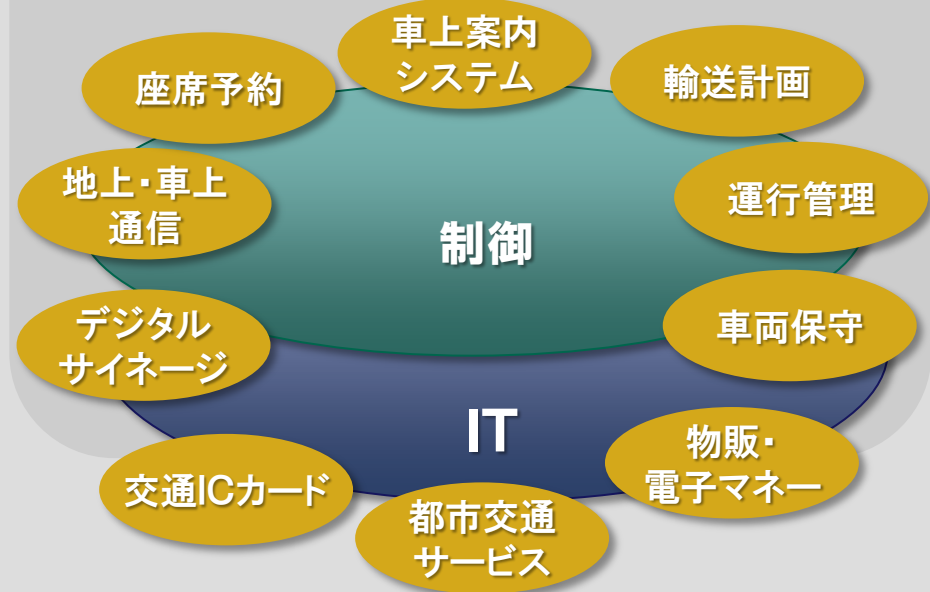 車上案内
システム
座席予約
輸送計画
地上・車上
通信
運行管理
制御
デジタル
サイネージ
車両保守
IT
物販・
電子マネー
交通ICカード
都市交通
サービス